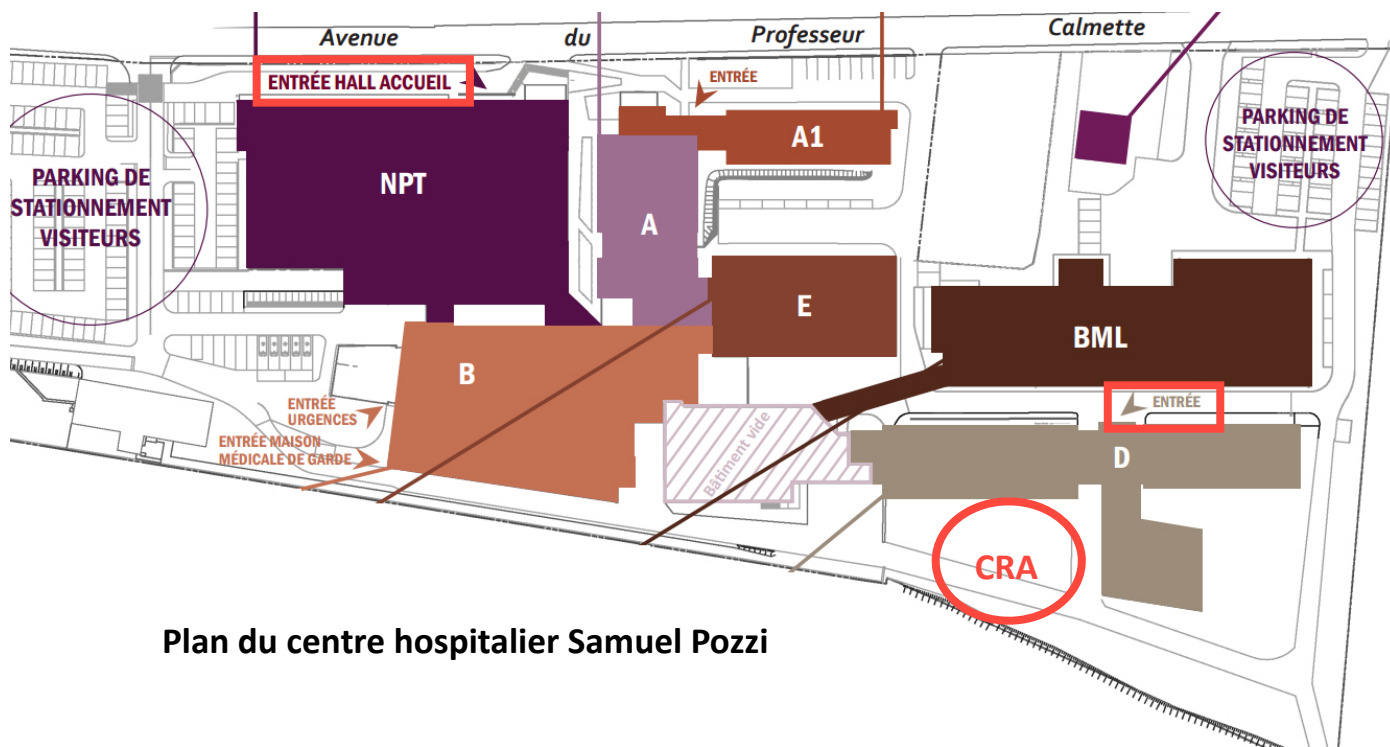 Avenue du Professeur Calmette
ENTRÉE HALL ACCUEIL
ENTRÉE
PARKING DE
STATIONNEMENT
VISITEURS
A1
PARKING DE
STATIONNEMENT
VISITEURS
NPT
A
E
BML
B
ENTRÉE
URGENCES
ENTRÉE MAISON
MÉDICALE DE GARDE
Bâtiment vide
ENTRÉE
D
CRA
Plan du centre hospitalier Samuel Pozzi